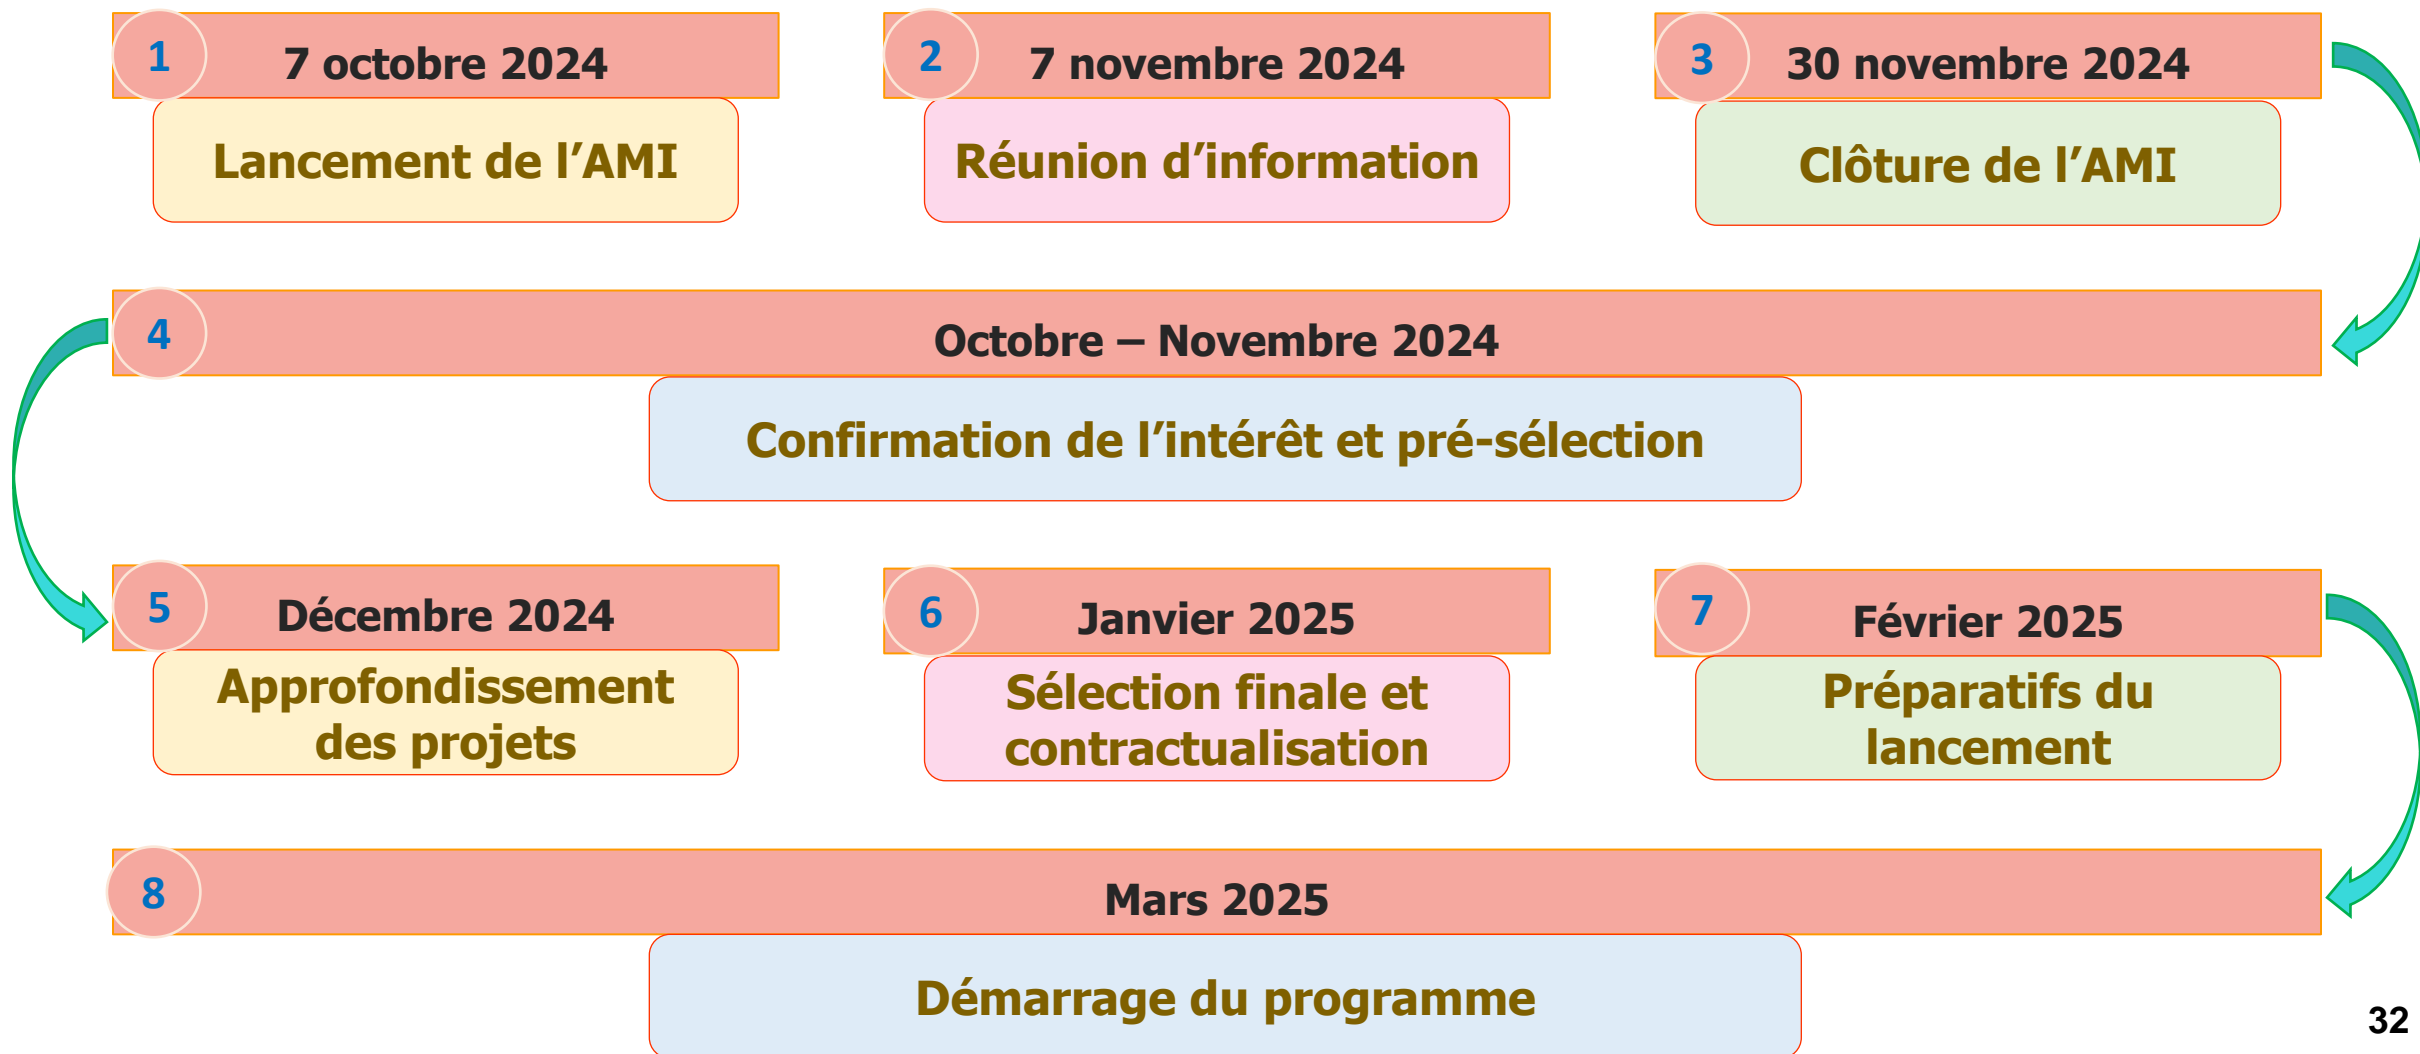 1
7 octobre 2024
Lancement de l’AMI
2
7 novembre 2024
Réunion d’information
3
30 novembre 2024
Clôture de l’AMI
4
Octobre – Novembre 2024
Confirmation de l’intérêt et pré-sélection
5
Décembre 2024
Approfondissement
des projets
6
Janvier 2025
Sélection finale et
contractualisation
7
Février 2025
Préparatifs du
lancement
8
Mars 2025
Démarrage du programme
32